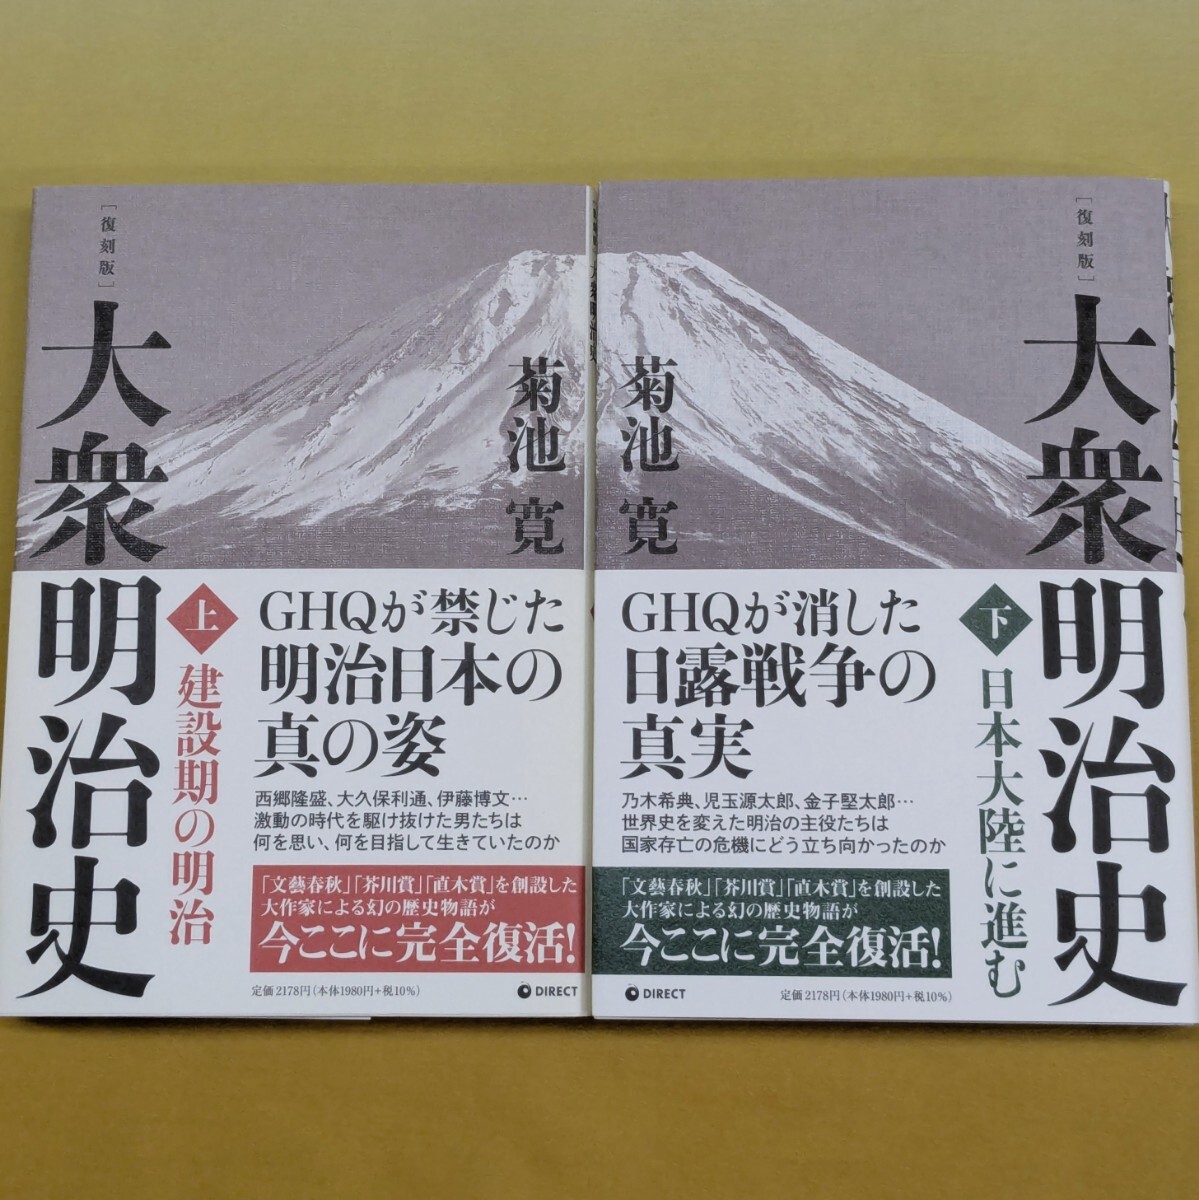 [復刻版]
大衆明治史
菊池 寛
上
建設期の明治
GHQが禁じた
明治日本の
真の姿
西郷隆盛、大久保利通、伊藤博文…
激動の時代を駆け抜けた男たちは
何を思い、何を目指して生きていたのか
「文藝春秋」「芥川賞」「直木賞」を創設した
大作家による幻の歴史物語が
今ここに完全復活!
定価2178円(本体1980円+税10%)
DIRECT
[復刻版]
大衆明治史
菊池 寛
下
日本大陸に進む
GHQが消した
日露戦争の
真実
乃木希典、児玉源太郎、金子堅太郎…
世界史を変えた明治の主役たちは
国家存亡の危機にどう立ち向かったのか
「文藝春秋」「芥川賞」「直木賞」を創設した
大作家による幻の歴史物語が
今ここに完全復活!
DIRECT
定価2178円(本体1980円+税10%)